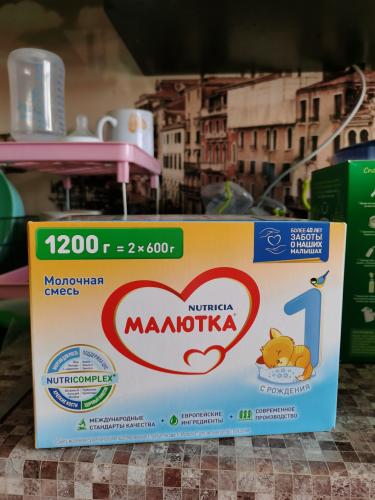 1200 г = 2 × 600 г
БОЛЕЕ 40 ЛЕТ
ЗАБОТЫ
О НАШИХ
МАЛЫШАХ
Молочная
смесь
NUTRICIA
МАЛЮТКА
1
С РОЖДЕНИЯ
NUTRICOMPLEX
МЕЖДУНАРОДНЫЕ
СТАНДАРТЫ КАЧЕСТВА
+
ЕВРОПЕЙСКИЕ
ИНГРЕДИЕНТЫ
+
СОВРЕМЕННОЕ
ПРОИЗВОДСТВО